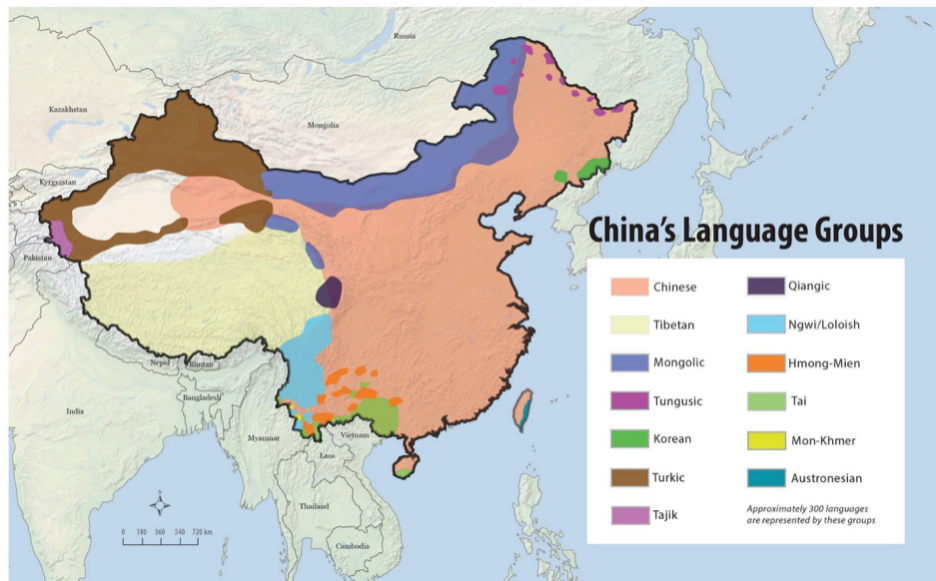 Russia
Kazakhstan
Mongolia
Kyrgyzstan
Pakistan
Nepal
Bhutan
Bangladesh
India
Myanmar
Vietnam
Laos
Thailand
Cambodia
0 180 360 540 720 km
China's Language Groups
Chinese
Tibetan
Mongolic
Tungusic
Korean
Turkic
Tajik
Qiangic
Ngwi/Loloish
Hmong-Mien
Tai
Mon-Khmer
Austronesian
Approximately 300 languages
are represented by these groups